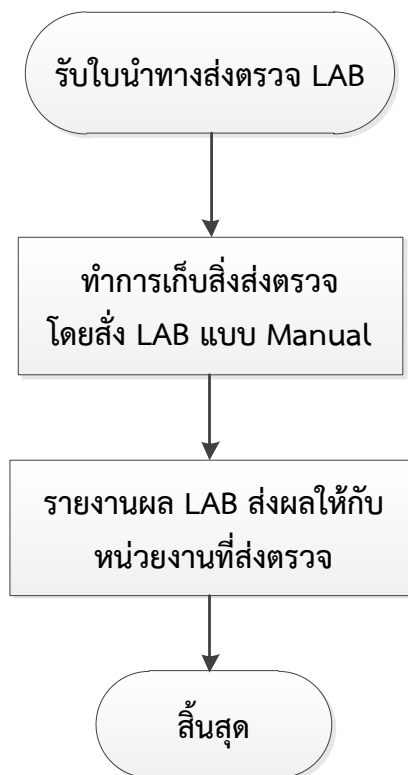 รับใบนำทางส่งตรวจ LAB
ทำการเก็บสิ่งส่งตรวจ
โดยสั่ง LAB แบบ Manual
รายงานผล LAB ส่งผลให้กับ
หน่วยงานที่ส่งตรวจ
สิ้นสุด